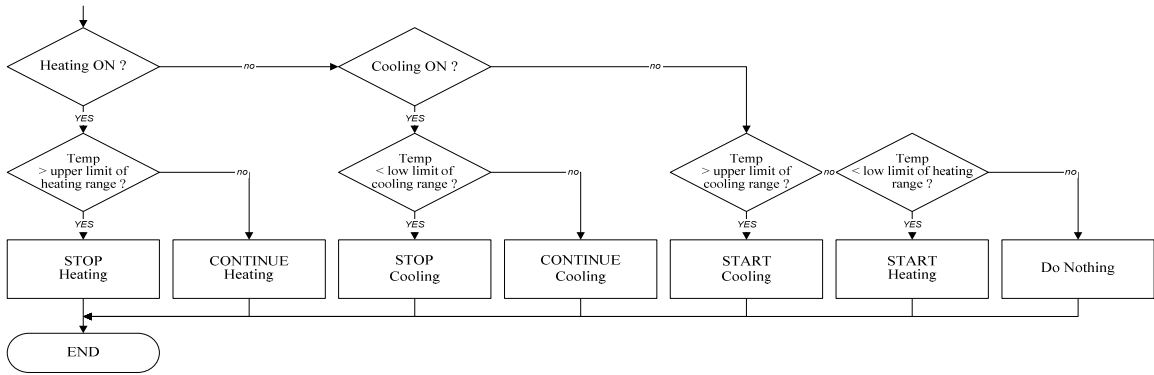 Heating ON ?
no
Cooling ON ?
no
YES
YES
Temp
> upper limit of
heating range ?
no
Temp
< low limit of
cooling range ?
no
Temp
> upper limit of
cooling range ?
no
Temp
< low limit of heating
range ?
no
YES
YES
YES
YES
STOP
Heating
CONTINUE
Heating
STOP
Cooling
CONTINUE
Cooling
START
Cooling
START
Heating
Do Nothing
END